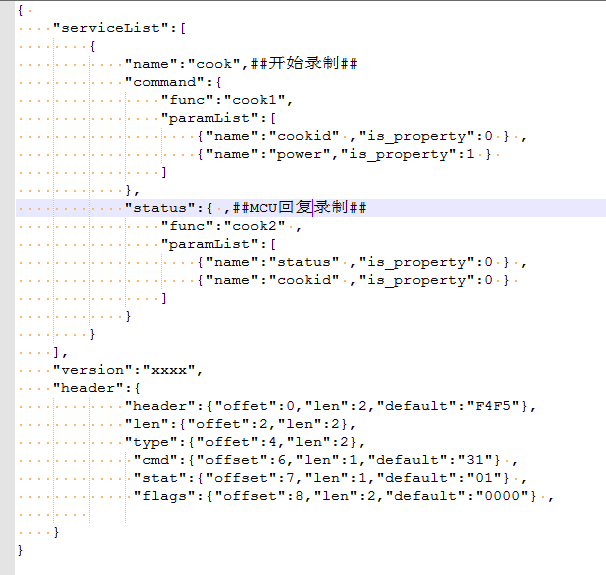 {
"serviceList":[
{
"name":"cook",##开始录制##
"command":{
"func":"cook1",
"paramList":[
{"name":"cookid" ,"is_property":0 } ,
{"name":"power","is_property":1 }
]
},
"status":{ ,##MCU回复录制##
"func":"cook2" ,
"paramList":[
{"name":"status" ,"is_property":0 } ,
{"name":"cookid" ,"is_property":0 }
]
}
}
],
"version":"xxxx",
"header":{
"header":{"offet":0,"len":2,"default":"F4F5"},
"len":{"offet":2,"len":2},
"type":{"offet":4,"len":2},
"cmd":{"offset":6,"len":1,"default":"31"} ,
"stat":{"offset":7,"len":1,"default":"01"} ,
"flags":{"offset":8,"len":2,"default":"0000"} ,
}
}